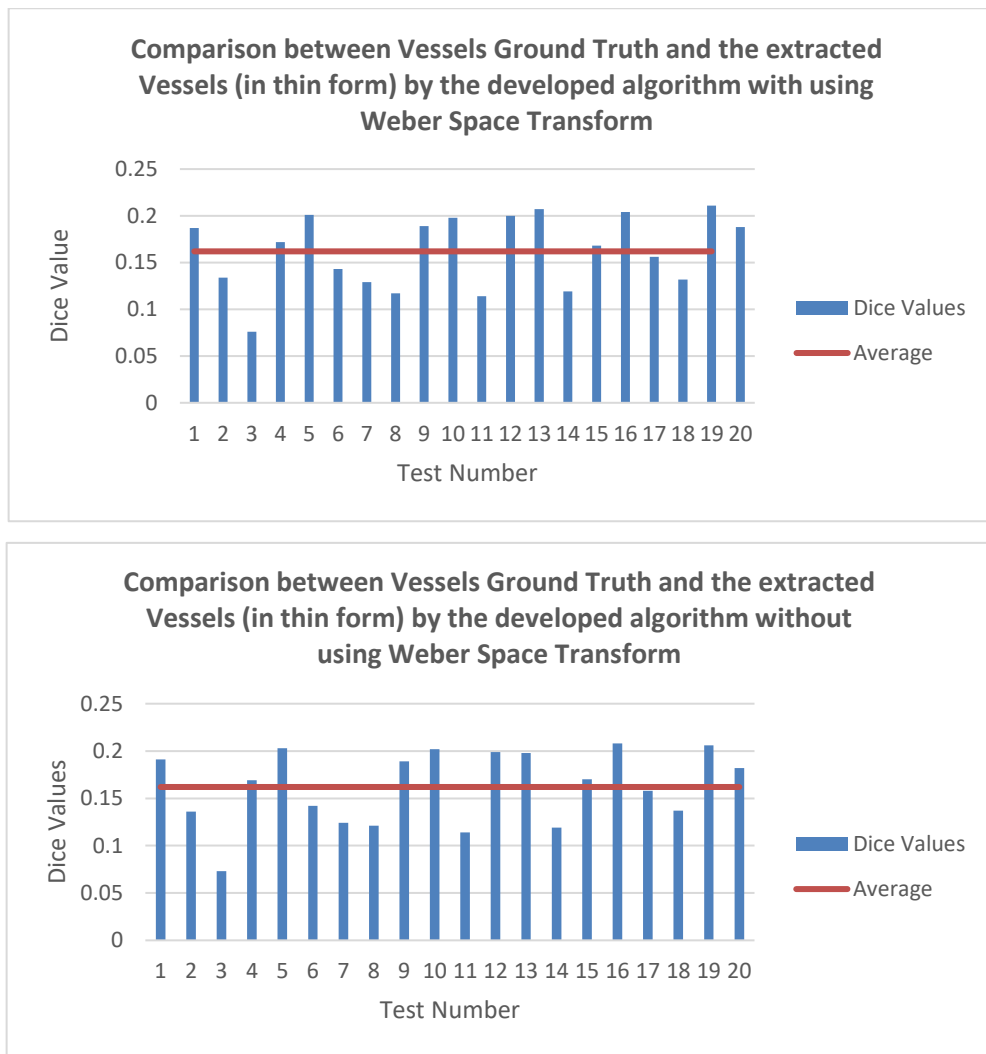 Comparison between Vessels Ground Truth and the extracted
Vessels (in thin form) by the developed algorithm with using
Weber Space Transform
0.25
0.2
0.15
0.1
0.05
0
Dice Value
1 2 3 4 5 6 7 8 9 10 11 12 13 14 15 16 17 18 19 20
Test Number
Dice Values
Average
Comparison between Vessels Ground Truth and the extracted
Vessels (in thin form) by the developed algorithm without
using Weber Space Transform
0.25
0.2
0.15
0.1
0.05
0
Dice Values
1 2 3 4 5 6 7 8 9 10 11 12 13 14 15 16 17 18 19 20
Test Number
Dice Values
Average